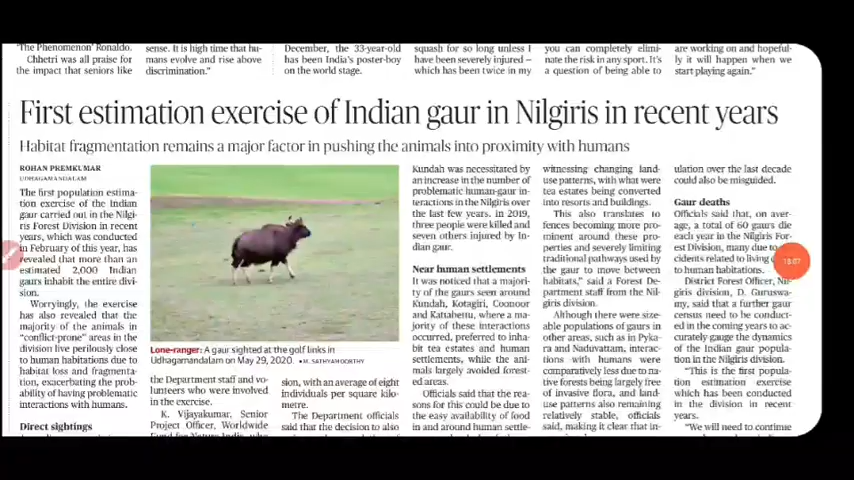 'The Phenomenon' Ronaldo.
Chhetri was all praise for
the impact that seniors like
sense. It is high time that hu-
mans evolve and rise above
discrimination."
December, the 33-year-old
has been India's poster-boy
on the world stage.
squash for so long unless I
have been severely injured –
which has been twice in my
you can completely elimi-
nate the risk in any sport. It's
a question of being able to
are working on and hopeful-
ly it will happen when we
start playing again."
First estimation exercise of Indian gaur in Nilgiris in recent years
Habitat fragmentation remains a major factor in pushing the animals into proximity with humans
ROHAN PREMKUMAR
UDHAGAMANDALAM
The first population estima-
tion exercise of the Indian
gaur carried out in the Nilgi-
ris Forest Division in recent
years, which was conducted
in February of this year, has
revealed that more than an
estimated 2,000 Indian
gaurs inhabit the entire divi-
sion.
Worryingly, the exercise
has also revealed that the
majority of the animals in
"conflict-prone" areas in the
division live perilously close
to human habitations due to
habitat loss and fragmenta-
tion, exacerbating the prob-
ability of having problematic
interactions with humans.
Direct sightings
Lone-ranger: A gaur sighted at the golf links in
Udhagamandalam on May 29, 2020. • M. SATHYAMOORTHY
the Department staff and vo-
lunteers who were involved
in the exercise.
K. Vijayakumar, Senior
Project Officer, Worldwide
Fund for Nature India, who
sion, with an average of eight
individuals per square kilo-
metre.
The Department officials
said that the decision to also
Kundah was necessitated by
an increase in the number of
problematic human-gaur in-
teractions in the Nilgiris over
the last few years. in 2019,
three people were killed and
seven others injured by In-
dian gaur.
Near human settlements
It was noticed that a majori-
ty of the gaurs seen around
Kundah, Kotagiri, Coonoor
and Kattabettu, where a ma-
jority of these interactions
occurred, preferred to inha-
bit tea estates and human
settlements, while the ani-
mals largely avoided forest-
ed areas.
Officials said that the rea-
sons for this could be due to
the easy availability of food
in and around human settle-
witnessing changing land-
use patterns, with what were
tea estates being converted
into resorts and buildings.
This also translates to
fences becoming more pro-
minent around these pro-
perties and severely limiting
traditional pathways used by
the gaur to move between
habitats," said a Forest De-
partment staff from the Nil-
giris division.
Although there were size-
able populations of gaurs in
other areas, such as in Pyka-
ra and Naduvattam, interac-
tions with humans were
comparatively less due to na-
tive forests being largely free
of invasive flora, and land-
use patterns also remaining
relatively stable, officials
said, making it clear that in-
ulation over the last decade
could also be misguided.
Gaur deaths
Officials said that, on aver-
age, a total of 60 gaurs die
each year in the Nilgiris For-
est Division, many due to
cidents related to living
to human habitations.
District Forest Officer, Nil-
giris division, D. Guruswa-
my, said that a further gaur
census need to be conduct-
ed in the coming years to ac-
curately gauge the dynamics
of the Indian gaur popula-
tion in the Nilgiris division.
"This is the first popula-
tion estimation exercise
which has been conducted
in the division in recent
years.
"We will need to continue